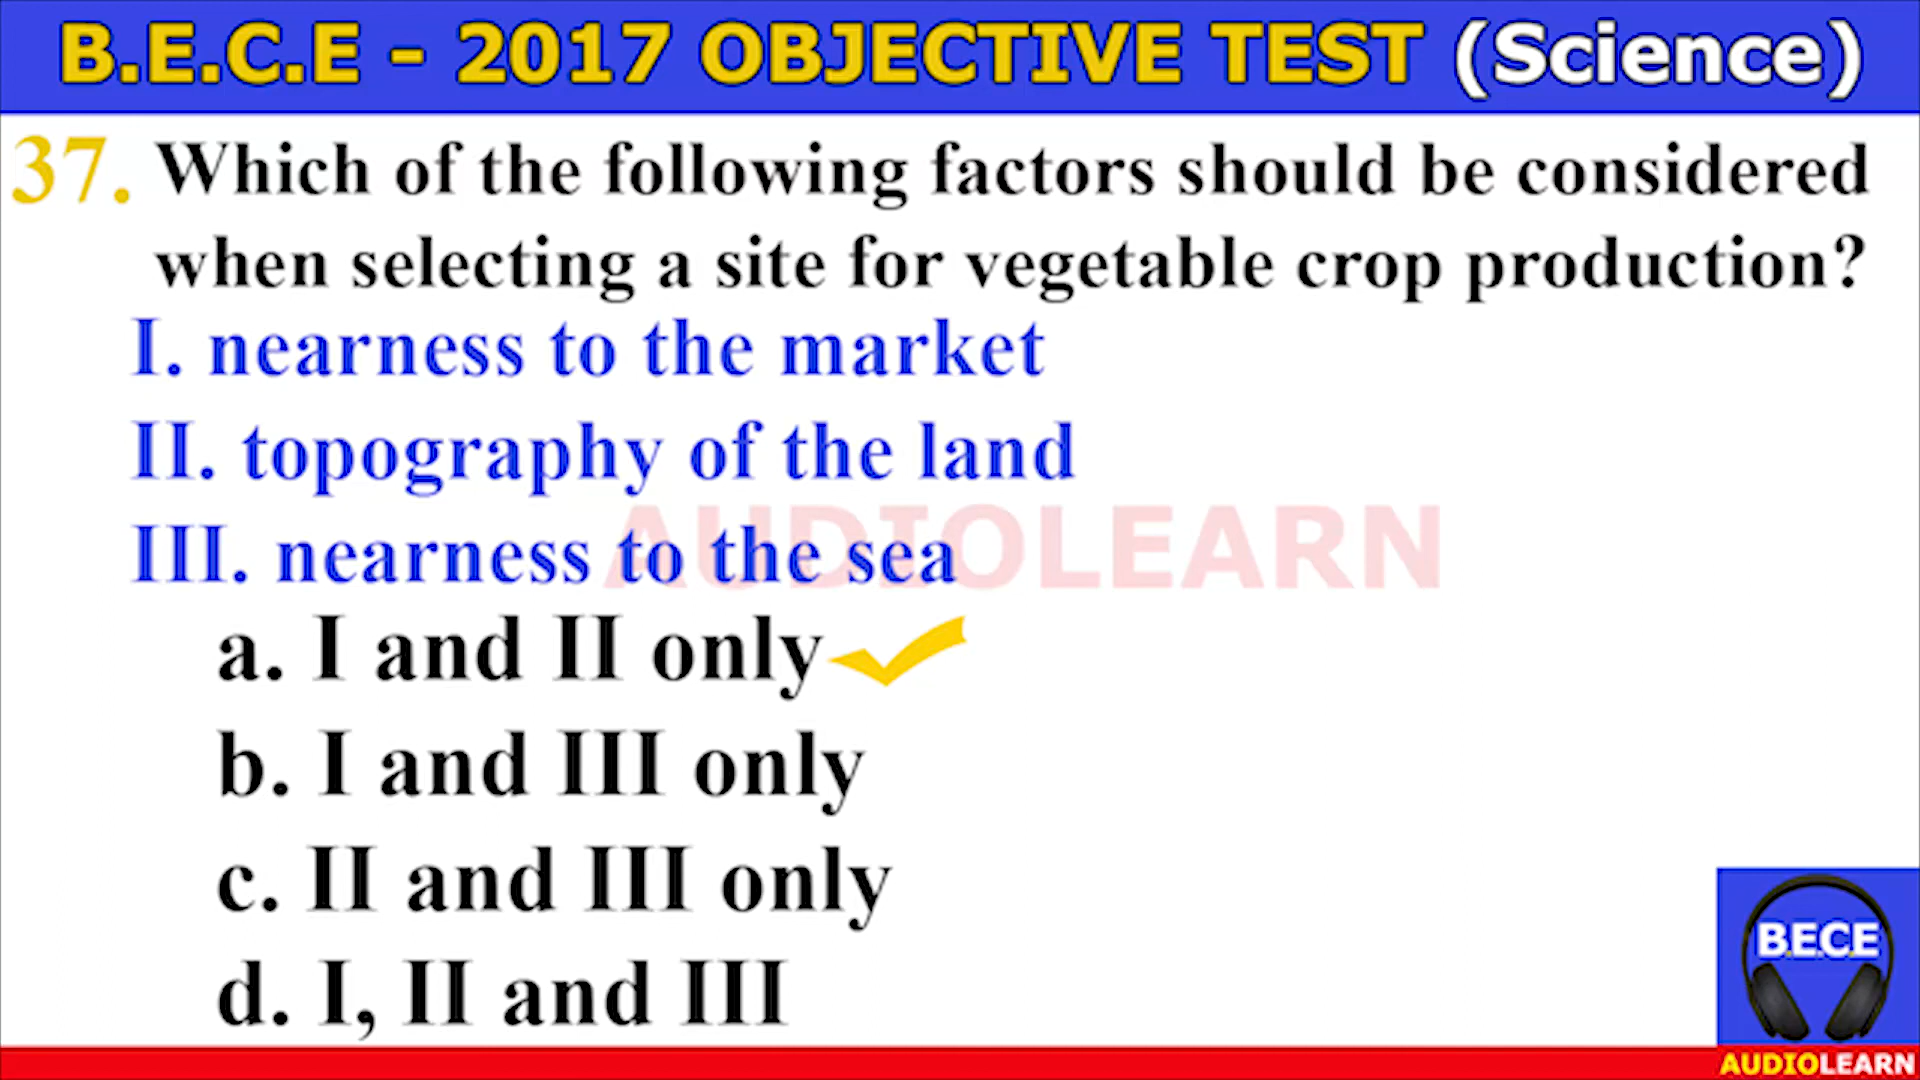 B.E.C.E - 2017 OBJECTIVE TEST (Science)
37. Which of the following factors should be considered
when selecting a site for vegetable crop production?
I. nearness to the market
II. topography of the land
III. nearness to the sea
AUDIOLEARN
a. I and II only
b. I and III only
c. II and III only
d. I, II and III
B.E.C.E
AUDIOLEARN